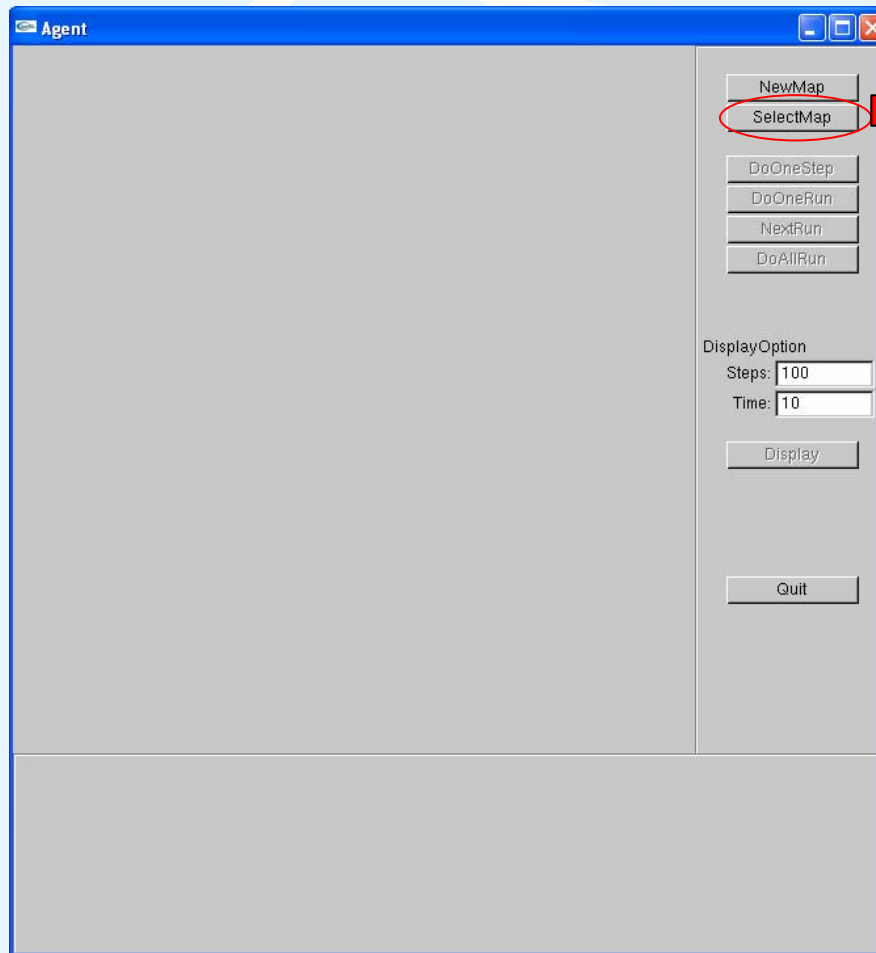 Agent
NewMap
SelectMap
DoOneStep
DoOneRun
NextRun
DoAllRun
DisplayOption
Steps: 100
Time: 10
Display
Quit